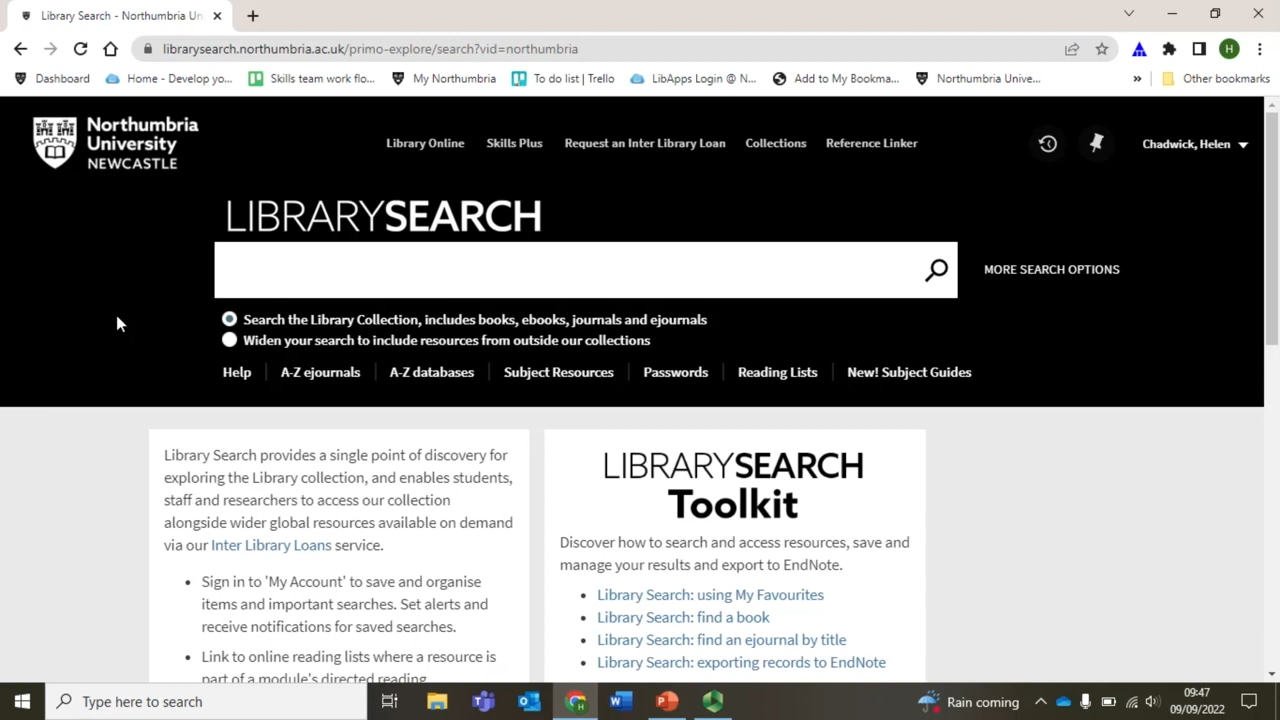 Library Search - Northumbria Un
librarysearch.northumbria.ac.uk/primo-explore/search?vid=northumbria
H
Dashboard
Home - Develop yo...
Skills team work flo...
My Northumbria
To do list | Trello
LibApps Login @ N...
Add to My Bookma...
Northumbria Unive...
»
Other bookmarks
Northumbria
University
NEWCASTLE
Library Online
Skills Plus
Request an Inter Library Loan
Collections
Reference Linker
Chadwick, Helen
LIBRARYSEARCH
MORE SEARCH OPTIONS
Search the Library Collection, includes books, ebooks, journals and ejournals
Widen your search to include resources from outside our collections
Help
A-Z ejournals
A-Z databases
Subject Resources
Passwords
Reading Lists
New! Subject Guides
Library Search provides a single point of discovery for
exploring the Library collection, and enables students,
staff and researchers to access our collection
alongside wider global resources available on demand
via our Inter Library Loans service.
• Sign in to 'My Account' to save and organise
items and important searches. Set alerts and
receive notifications for saved searches.
• Link to online reading lists where a resource is
part of a module's directed reading.
LIBRARYSEARCH
Toolkit
Discover how to search and access resources, save and
manage your results and export to EndNote.
• Library Search: using My Favourites
• Library Search: find a book
• Library Search: find an ejournal by title
• Library Search: exporting records to EndNote
Type here to search
Rain coming
09:47
09/09/2022